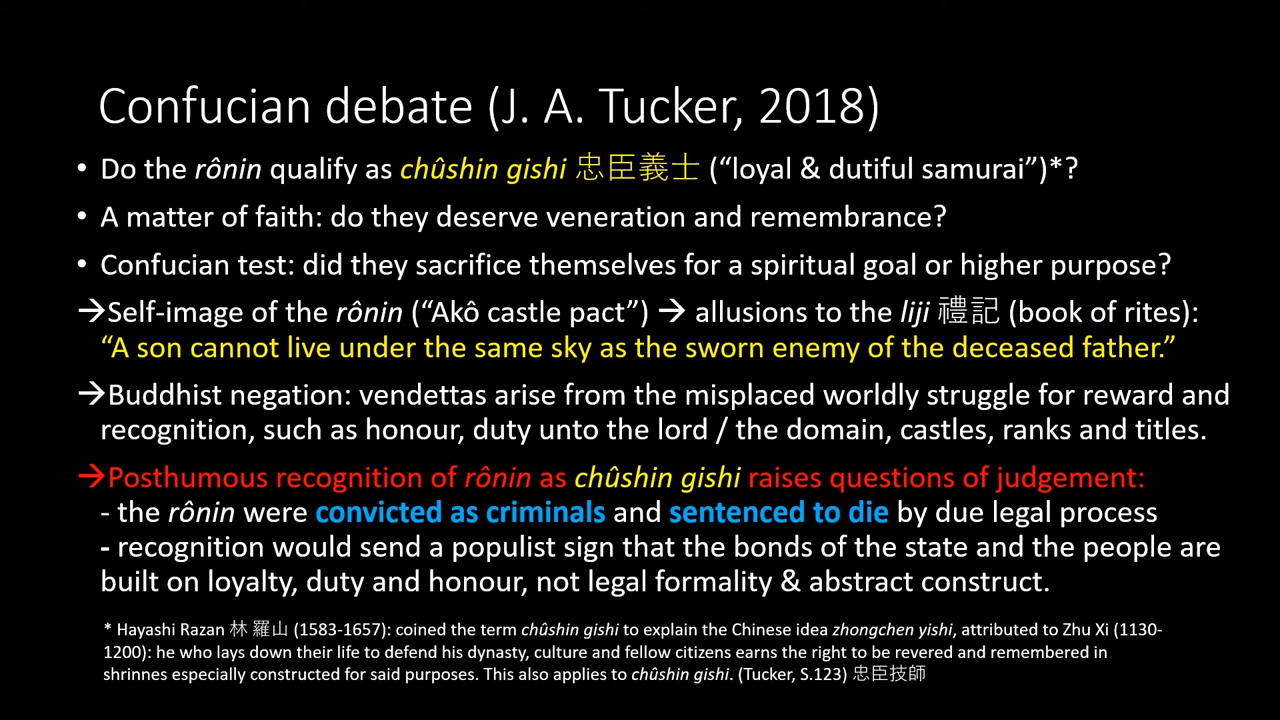 Confucian debate (J. A. Tucker, 2018)
• Do the rônin qualify as chûshin gishi 忠臣義士 (“loyal & dutiful samurai”)*?
• A matter of faith: do they deserve veneration and remembrance?
• Confucian test: did they sacrifice themselves for a spiritual goal or higher purpose?
→Self-image of the rônin (“Akô castle pact”) → allusions to the liji 禮記 (book of rites):
“A son cannot live under the same sky as the sworn enemy of the deceased father.”
→Buddhist negation: vendettas arise from the misplaced worldly struggle for reward and
recognition, such as honour, duty unto the lord / the domain, castles, ranks and titles.
→Posthumous recognition of rônin as chûshin gishi raises questions of judgement:
- the rônin were convicted as criminals and sentenced to die by due legal process
- recognition would send a populist sign that the bonds of the state and the people are
built on loyalty, duty and honour, not legal formality & abstract construct.
* Hayashi Razan 林 羅山 (1583-1657): coined the term chûshin gishi to explain the Chinese idea zhongchen yishi, attributed to Zhu Xi (1130-
1200): he who lays down their life to defend his dynasty, culture and fellow citizens earns the right to be revered and remembered in
shrinnes especially constructed for said purposes. This also applies to chûshin gishi. (Tucker, S.123) 忠臣技師